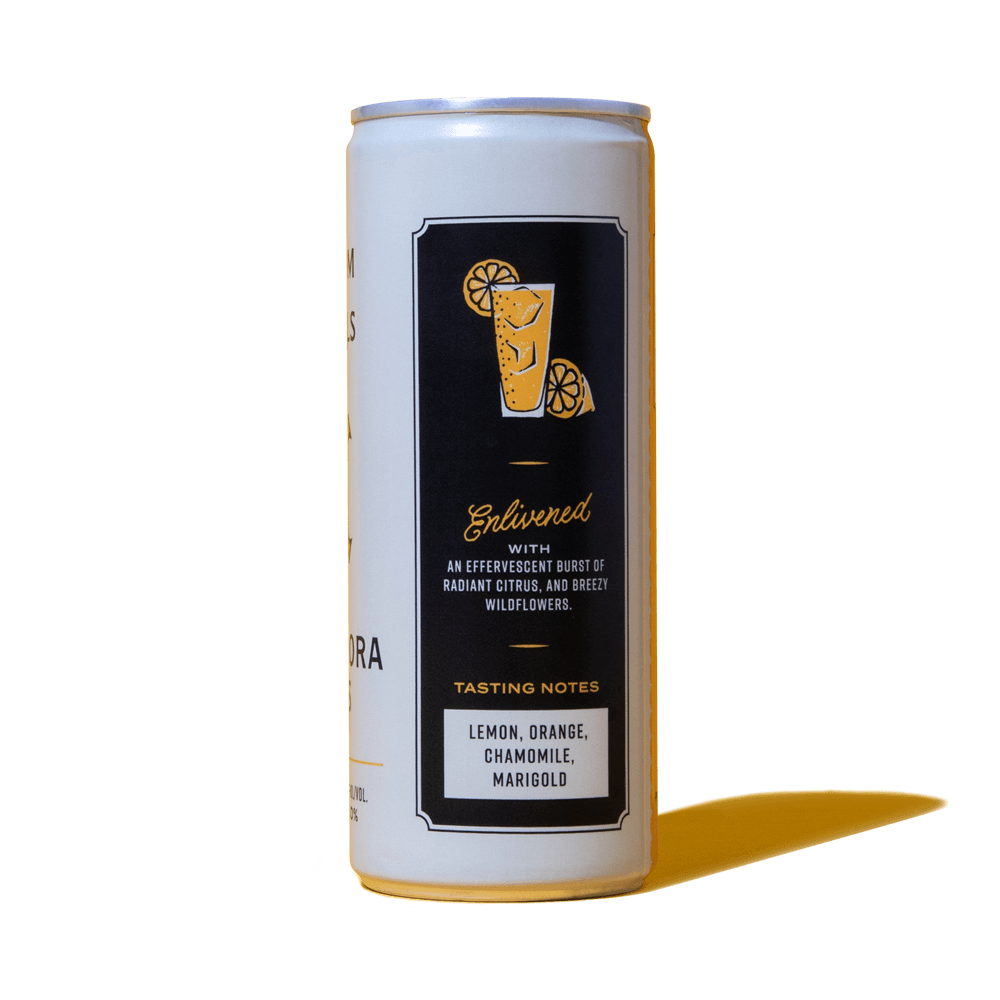 Enlivened
WITH
AN EFFERVESCENT BURST OF
RADIANT CITRUS, AND BREEZY
WILDFLOWERS.
TASTING NOTES
LEMON, ORANGE,
CHAMOMILE,
MARIGOLD